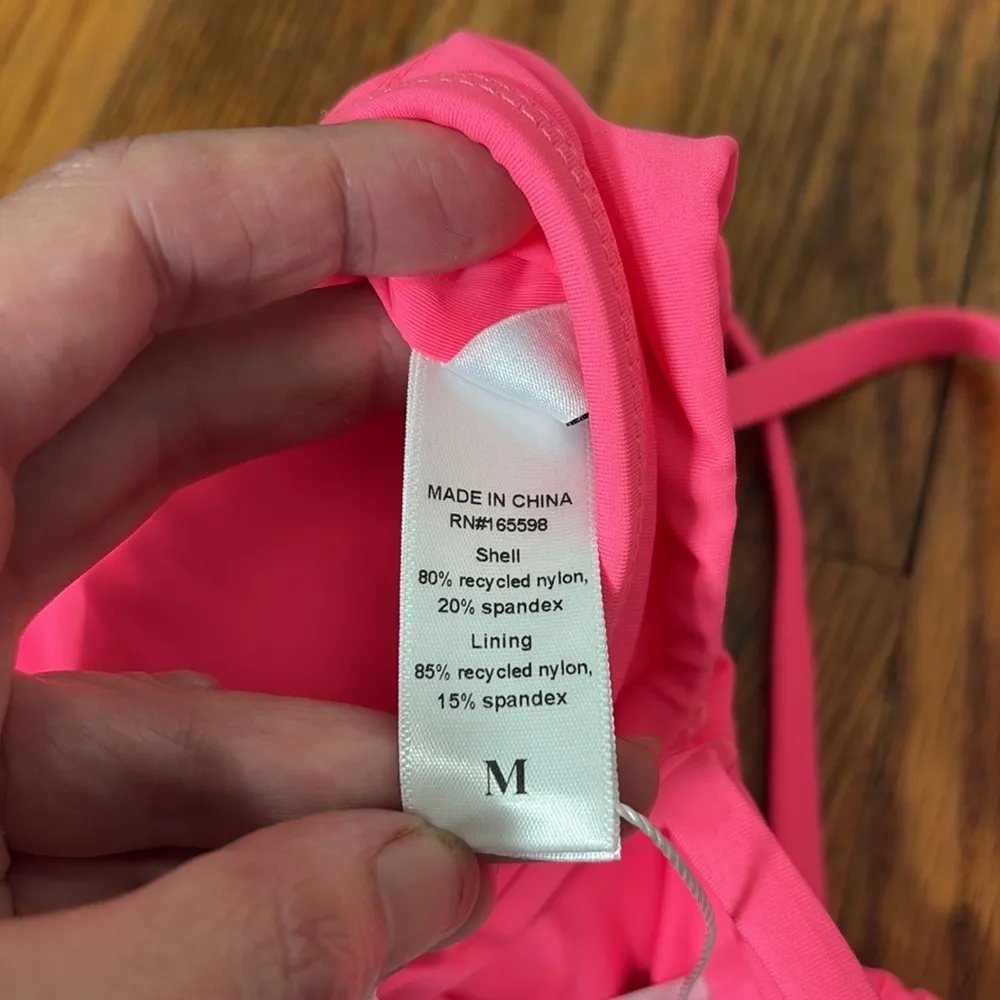 MADE IN CHINA
RN#165598
Shell
80% recycled nylon,
20% spandex
Lining
85% recycled nylon,
15% spandex
M